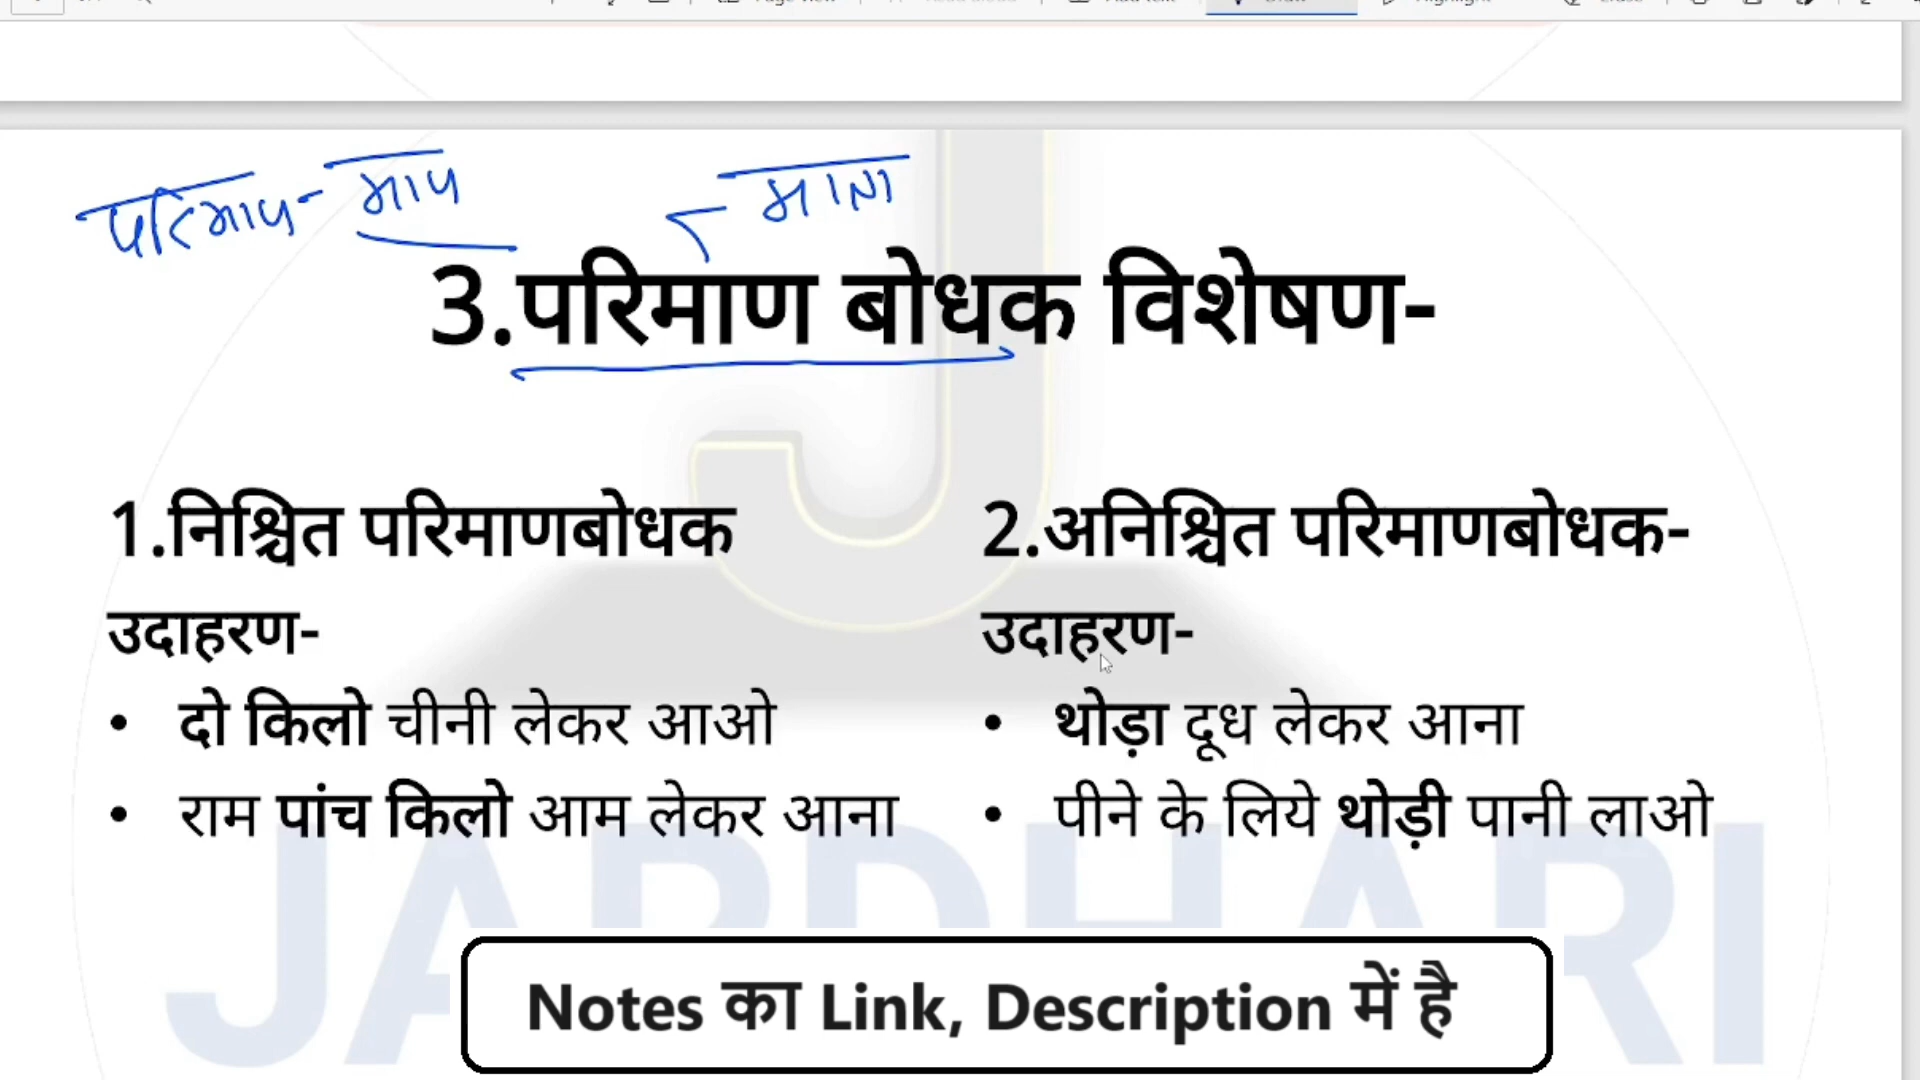 परिमाप - माप
मात्रा
3.परिमाण बोधक विशेषण-
1.निश्चित परिमाणबोधक
उदाहरण-
• दो किलो चीनी लेकर आओ
• राम पांच किलो आम लेकर आना
2.अनिश्चित परिमाणबोधक-
उदाहरण-
• थोड़ा दूध लेकर आना
• पीने के लिये थोड़ी पानी लाओ
JARDHARI
Notes का Link, Description में है